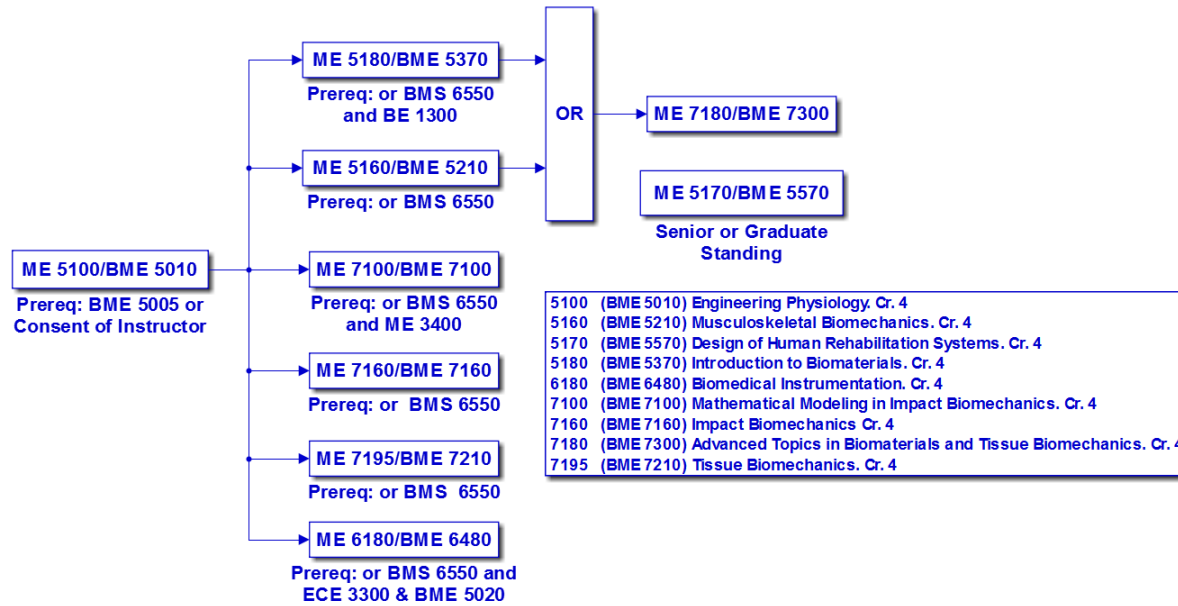 ME 5180/BME 5370
Prereq: or BMS 6550
and BE 1300
OR
ME 7180/BME 7300
ME 5160/BME 5210
Prereq: or BMS 6550
ME 5170/BME 5570
Senior or Graduate
Standing
ME 5100/BME 5010
Prereq: BME 5005 or
Consent of Instructor
ME 7100/BME 7100
Prereq: or BMS 6550
and ME 3400
ME 7160/BME 7160
Prereq: or BMS 6550
ME 7195/BME 7210
Prereq: or BMS 6550
ME 6180/BME 6480
Prereq: or BMS 6550 and
ECE 3300 & BME 5020
5100 (BME 5010) Engineering Physiology. Cr. 4
5160 (BME 5210) Musculoskeletal Biomechanics. Cr. 4
5170 (BME 5570) Design of Human Rehabilitation Systems. Cr. 4
5180 (BME 5370) Introduction to Biomaterials. Cr. 4
6180 (BME 6480) Biomedical Instrumentation. Cr. 4
7100 (BME 7100) Mathematical Modeling in Impact Biomechanics. Cr. 4
7160 (BME 7160) Impact Biomechanics Cr. 4
7180 (BME 7300) Advanced Topics in Biomaterials and Tissue Biomechanics. Cr. 4
7195 (BME 7210) Tissue Biomechanics. Cr. 4